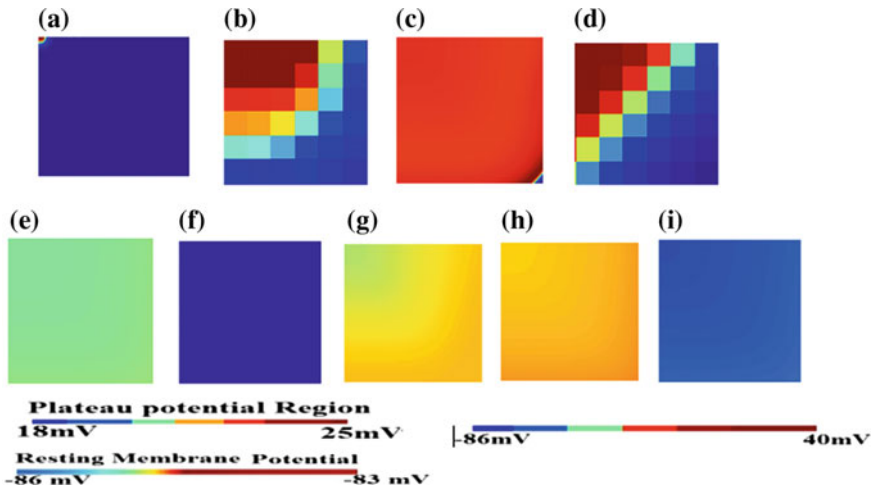 (a) (b) (c) (d)
(e) (f) (g) (h) (i)
Plateau potential Region
18mV 25mV
-86mV 40mV
Resting Membrane Potential
-86 mV -83 mV